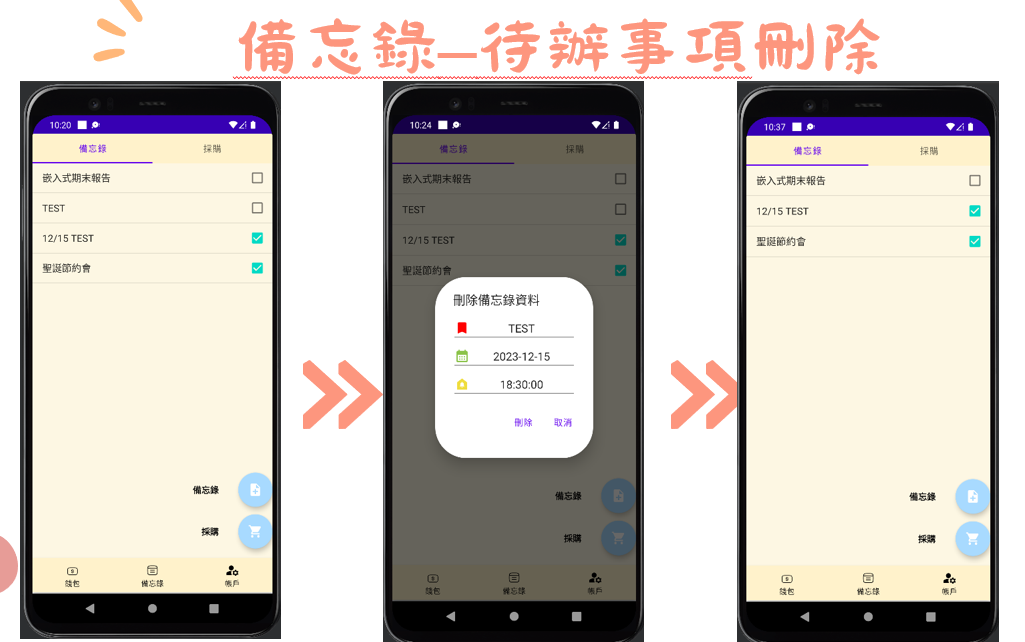 備忘錄—待辦事項刪除
10:20
備忘錄 採購
嵌入式期末報告
TEST
12/15 TEST
聖誕節約會
備忘錄
採購
錢包 備忘錄 帳戶
10:24
備忘錄 採購
嵌入式期末報告
TEST
12/15 TEST
聖誕節約會
刪除備忘錄資料
TEST
2023-12-15
18:30:00
刪除 取消
備忘錄
採購
錢包 備忘錄 帳戶
10:37
備忘錄 採購
嵌入式期末報告
12/15 TEST
聖誕節約會
備忘錄
採購
錢包 備忘錄 帳戶